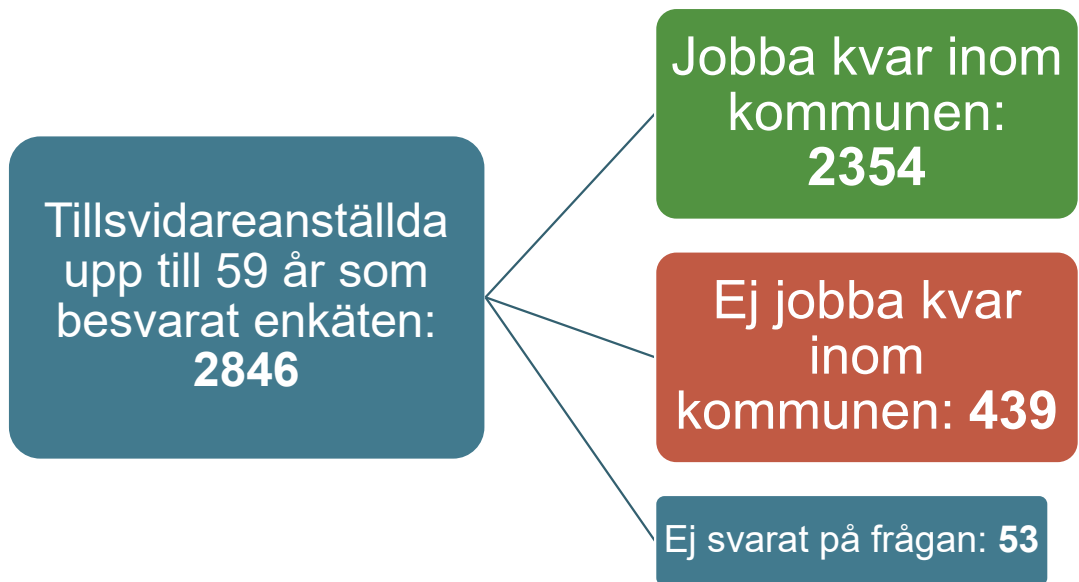 Tillsvidareanställda
upp till 59 år som
besvarat enkäten:
2846
Jobba kvar inom
kommunen:
2354
Ej jobba kvar
inom
kommunen: 439
Ej svarat på frågan: 53